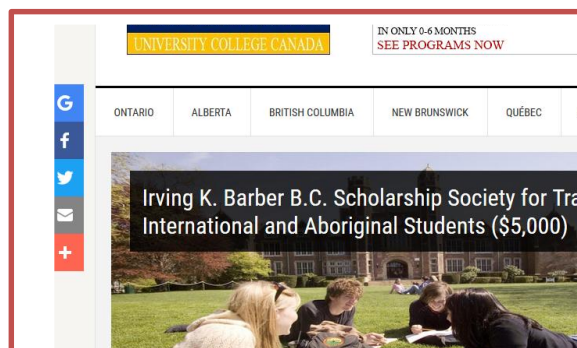 UNIVERSITY COLLEGE CANADA
IN ONLY 0-6 MONTHS
SEE PROGRAMS NOW
ONTARIO
ALBERTA
BRITISH COLUMBIA
NEW BRUNSWICK
QUÉBEC
Irving K. Barber B.C. Scholarship Society for Tra
International and Aboriginal Students ($5,000)